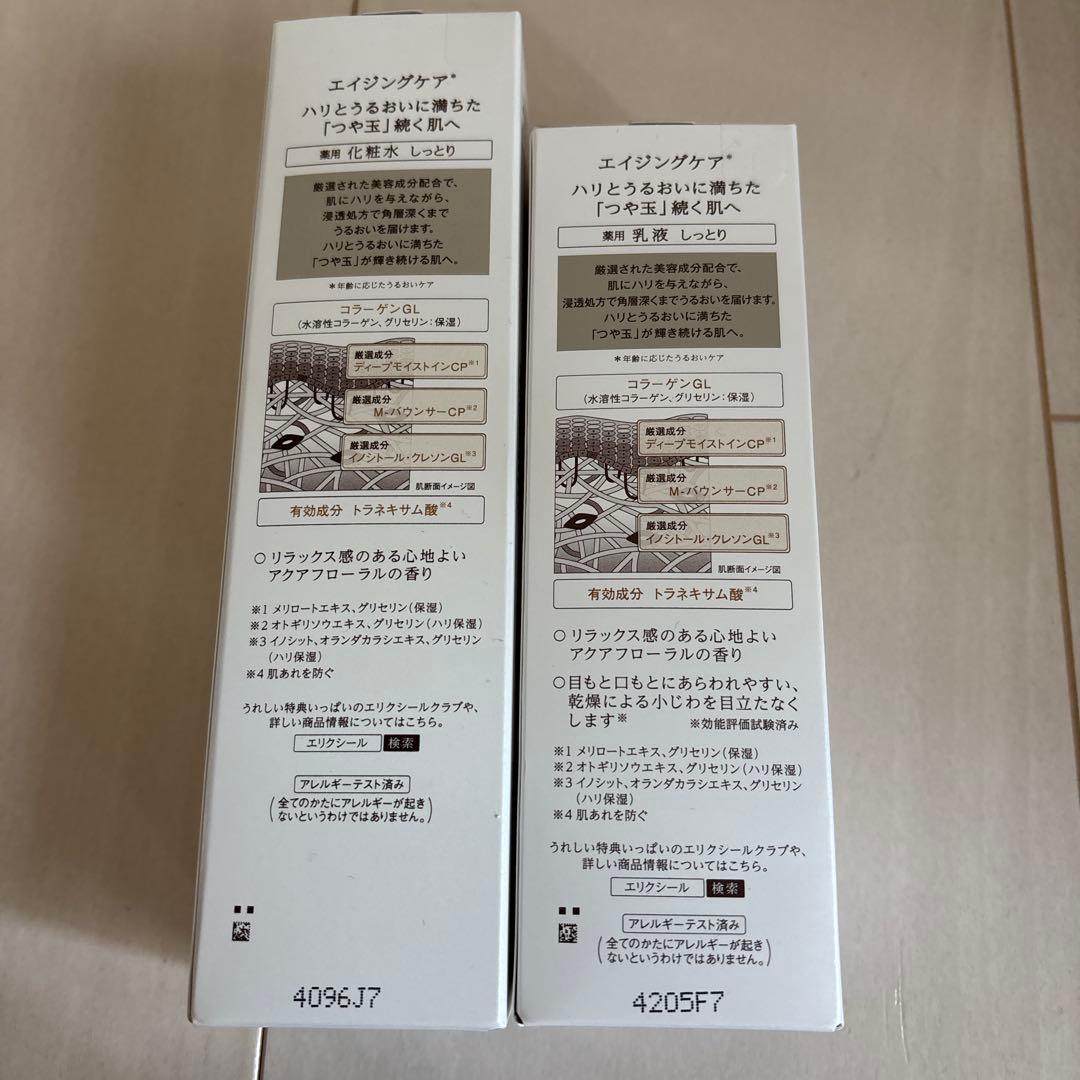 エイジングケア*
ハリとうるおいに満ちた
「つや玉」続く肌へ
薬用 化粧水 しっとり
厳選された美容成分配合で、
肌にハリを与えながら、
浸透処方で角層深くまで
うるおいを届けます。
ハリとうるおいに満ちた
「つや玉」が輝き続ける肌へ。
*年齢に応じたうるおいケア
コラーゲンGL
(水溶性コラーゲン、グリセリン:保湿)
厳選成分
ディープモイストインCP※1
厳選成分
M-バウンサーCP※2
厳選成分
イノシトール・クレソンGL※3
肌断面イメージ図
有効成分 トラネキサム酸※4
○リラックス感のある心地よい
アクアフローラルの香り
※1 メリロートエキス、グリセリン(保湿)
※2 オトギリソウエキス、グリセリン(ハリ保湿)
※3 イノシット、オランダカラシエキス、グリセリン
(ハリ保湿)
※4 肌あれを防ぐ
うれしい特典いっぱいのエリクシールクラブや、
詳しい商品情報についてはこちら。
エリクシール 検索
アレルギーテスト済み
(全てのかたにアレルギーが起き
ないというわけではありません。)
4096J7
エイジングケア*
ハリとうるおいに満ちた
「つや玉」続く肌へ
薬用 乳液 しっとり
厳選された美容成分配合で、
肌にハリを与えながら、
浸透処方で角層深くまでうるおいを届けます。
ハリとうるおいに満ちた
「つや玉」が輝き続ける肌へ。
*年齢に応じたうるおいケア
コラーゲンGL
(水溶性コラーゲン、グリセリン:保湿)
厳選成分
ディープモイストインCP※1
厳選成分
M-バウンサーCP※2
厳選成分
イノシトール・クレソンGL※3
肌断面イメージ図
有効成分 トラネキサム酸※4
○リラックス感のある心地よい
アクアフローラルの香り
○目もと口もとにあらわれやすい、
乾燥による小じわを目立たなく
します※ ※効能評価試験済み
※1 メリロートエキス、グリセリン(保湿)
※2 オトギリソウエキス、グリセリン(ハリ保湿)
※3 イノシット、オランダカラシエキス、グリセリン
(ハリ保湿)
※4 肌あれを防ぐ
うれしい特典いっぱいのエリクシールクラブや、
詳しい商品情報についてはこちら。
エリクシール 検索
アレルギーテスト済み
(全てのかたにアレルギーが起き
ないというわけではありません。)
4205F7